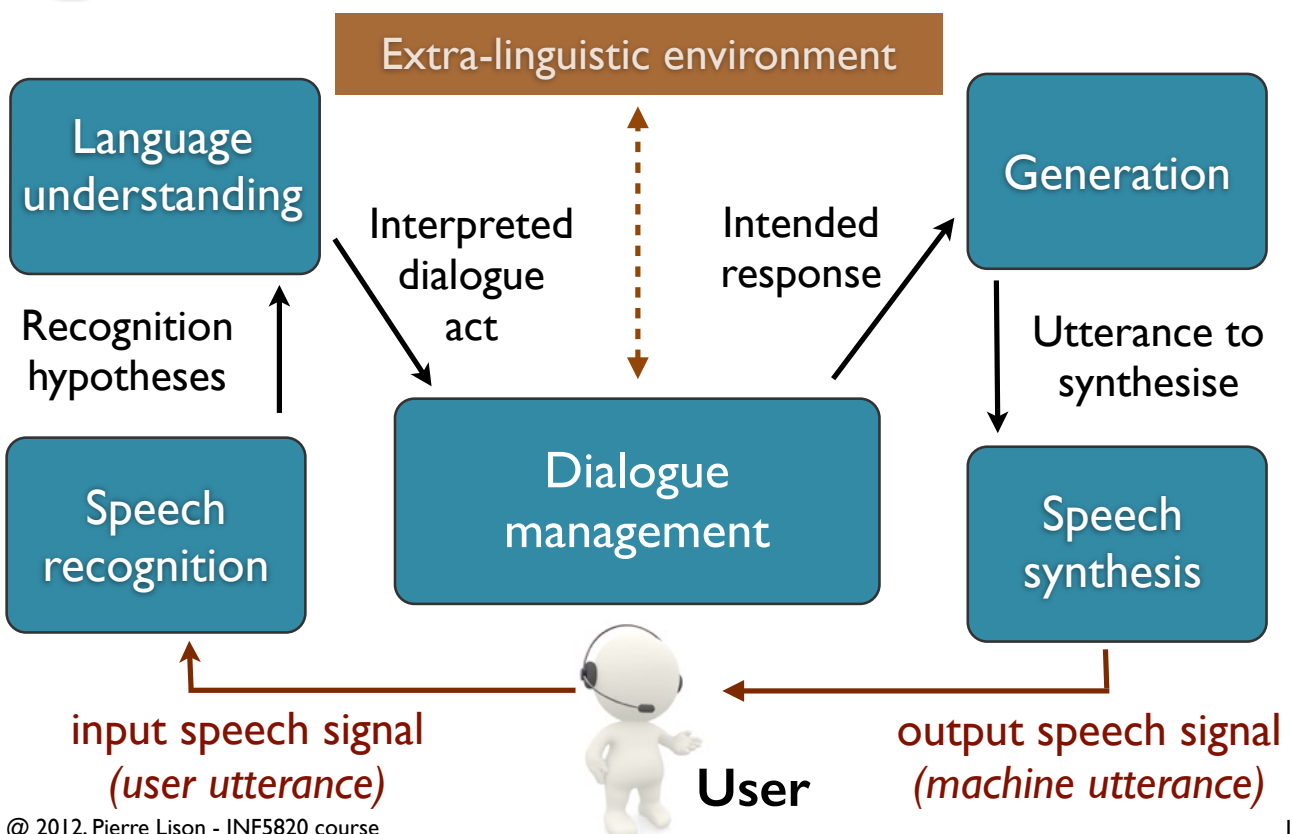 Extra-linguistic environment
Language
understanding
Generation
Interpreted
dialogue
act
Intended
response
Recognition
hypotheses
Utterance to
synthesise
Dialogue
management
Speech
recognition
Speech
synthesis
input speech signal
(user utterance)
User
output speech signal
(machine utterance)
@ 2012, Pierre Lison - INF5820 course